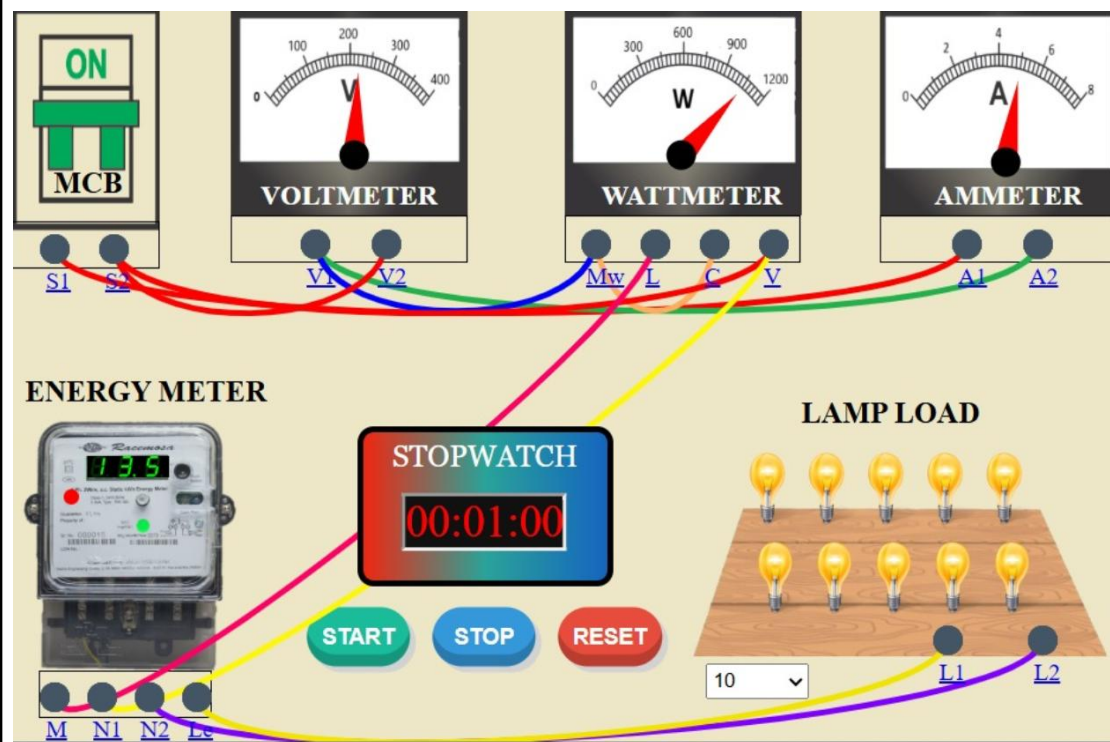 ON
MCB
S1 S2
0 100 200 300 400
V
VOLTMETER
V1 V2
0 300 600 900 1200
W
WATTMETER
Mw L C V
0 2 4 6 8
A
AMMETER
A1 A2
ENERGY METER
Racemosa
13.5
M N1 N2 Le
STOPWATCH
00:01:00
START STOP RESET
LAMP LOAD
10
L1 L2